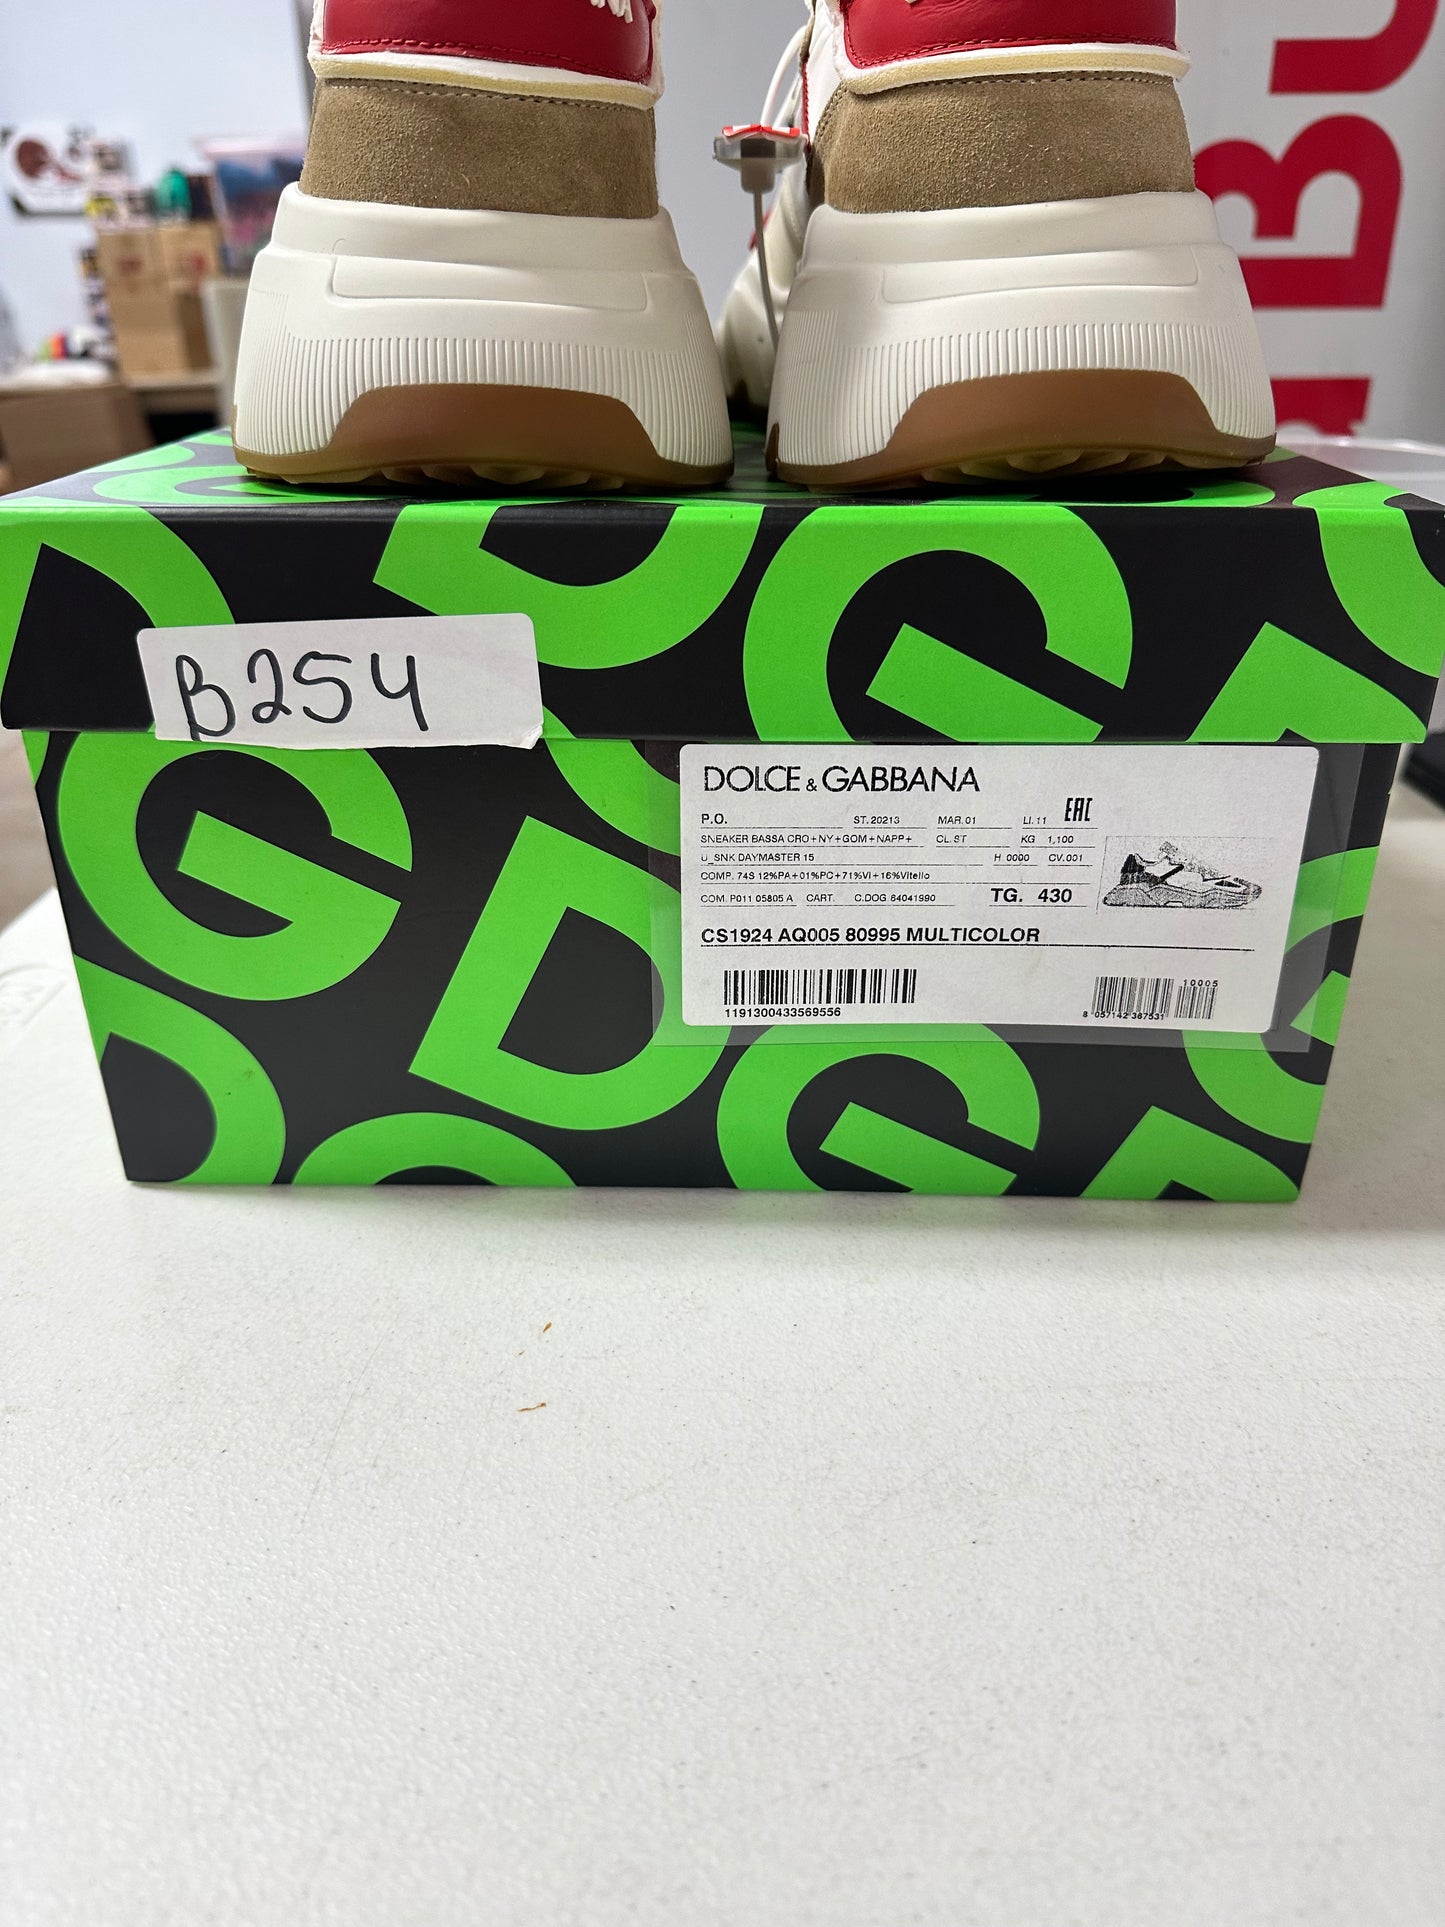 B254
DOLCE & GABBANA
P.O. ST. 20213 MAR. 01 LI. 11 EAC
SNEAKER BASSA CRO+NY+GOM+NAPP+ CL. ST KG 1,100
U_SNK DAYMASTER 15 H 0000 CV. 001
COMP. 74S 12%PA+01%PC+71%VI+16%Vitello
COM. P011 05805 A CART. C.DOG 64041990 TG. 430
CS1924 AQ005 80995 MULTICOLOR
10005
1191300433569556
8 057142 387531